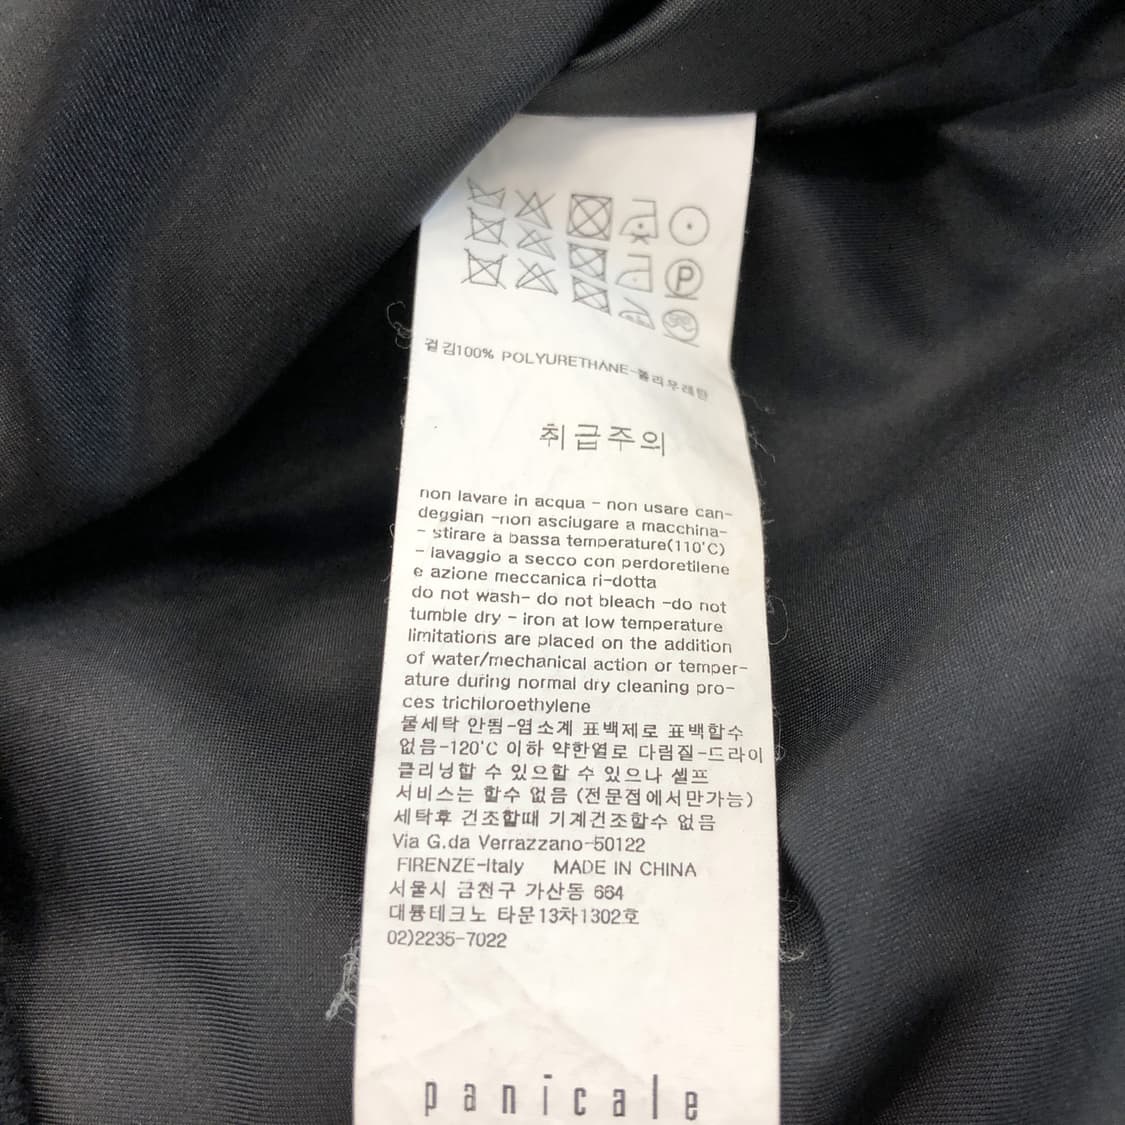 P
겉감100% POLYURETHANE-폴리우레탄
취급주의
non lavare in acqua - non usare can-
deggian -non asciugare a macchina-
- stirare a bassa temperature(110'C)
- lavaggio a secco con perdoretilene
e azione meccanica ri-dotta
do not wash- do not bleach -do not
tumble dry - iron at low temperature
limitations are placed on the addition
of water/mechanical action or temper-
ature during normal dry cleaning pro-
ces trichloroethylene
물세탁 안됨-염소계 표백제로 표백할수
없음-120'C 이하 약한열로 다림질-드라이
클리닝할 수 있으할 수 있으나 셀프
서비스는 할수 없음 (전문점에서만가능)
세탁후 건조할때 기계건조할수 없음
Via G.da Verrazzano-50122
FIRENZE-Italy MADE IN CHINA
서울시 금천구 가산동 664
대륭테크노 타운13차1302호
02)2235-7022
panicale